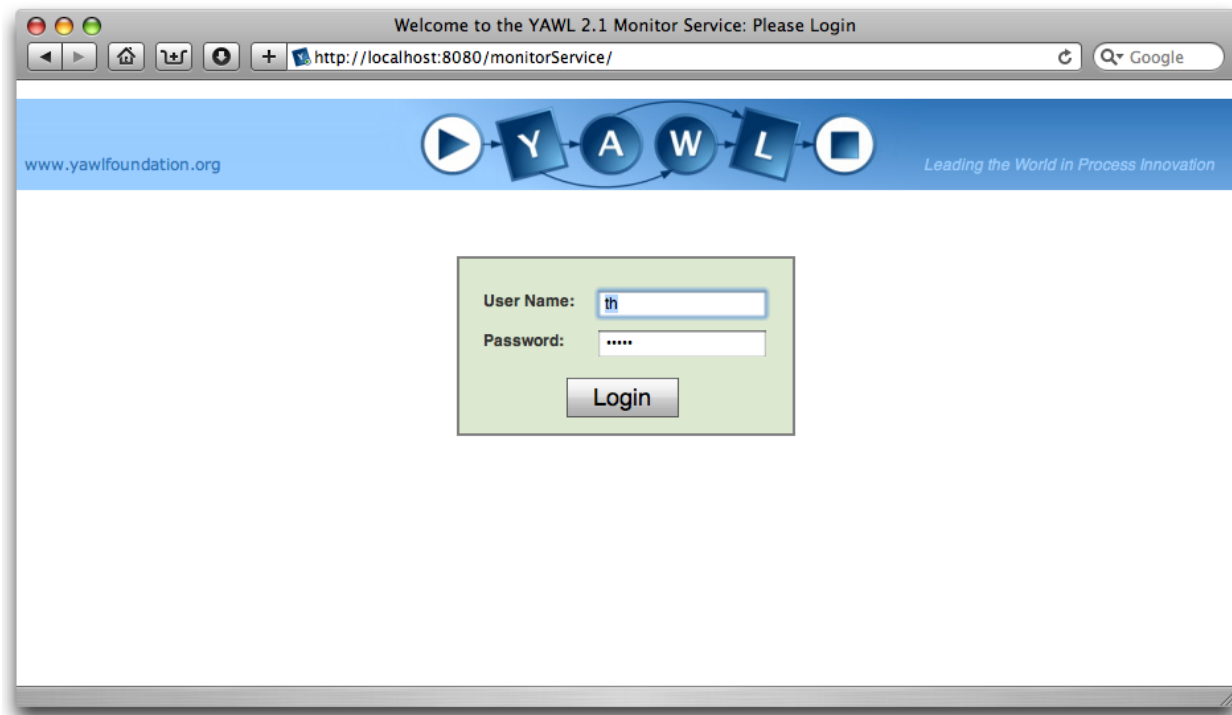 Welcome to the YAWL 2.1 Monitor Service: Please Login
http://localhost:8080/monitorService/
Google
www.yawlfoundation.org
YAWL
Leading the World in Process Innovation
User Name: th
Password: •••••
Login